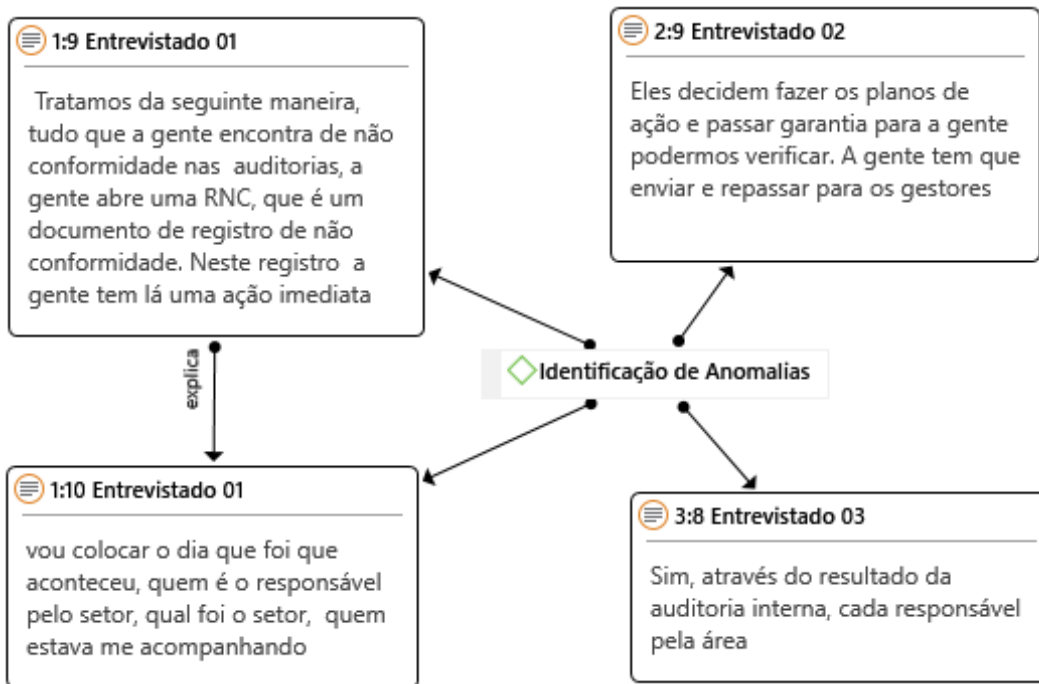 1:9 Entrevistado 01
Tratamos da seguinte maneira,
tudo que a gente encontra de não
conformidade nas auditorias, a
gente abre uma RNC, que é um
documento de registro de não
conformidade. Neste registro a
gente tem lá uma ação imediata
2:9 Entrevistado 02
Eles decidem fazer os planos de
ação e passar garantia para a gente
podermos verificar. A gente tem que
enviar e repassar para os gestores
explica
Identificação de Anomalias
1:10 Entrevistado 01
vou colocar o dia que foi que
aconteceu, quem é o responsável
pelo setor, qual foi o setor, quem
estava me acompanhando
3:8 Entrevistado 03
Sim, através do resultado da
auditoria interna, cada responsável
pela área